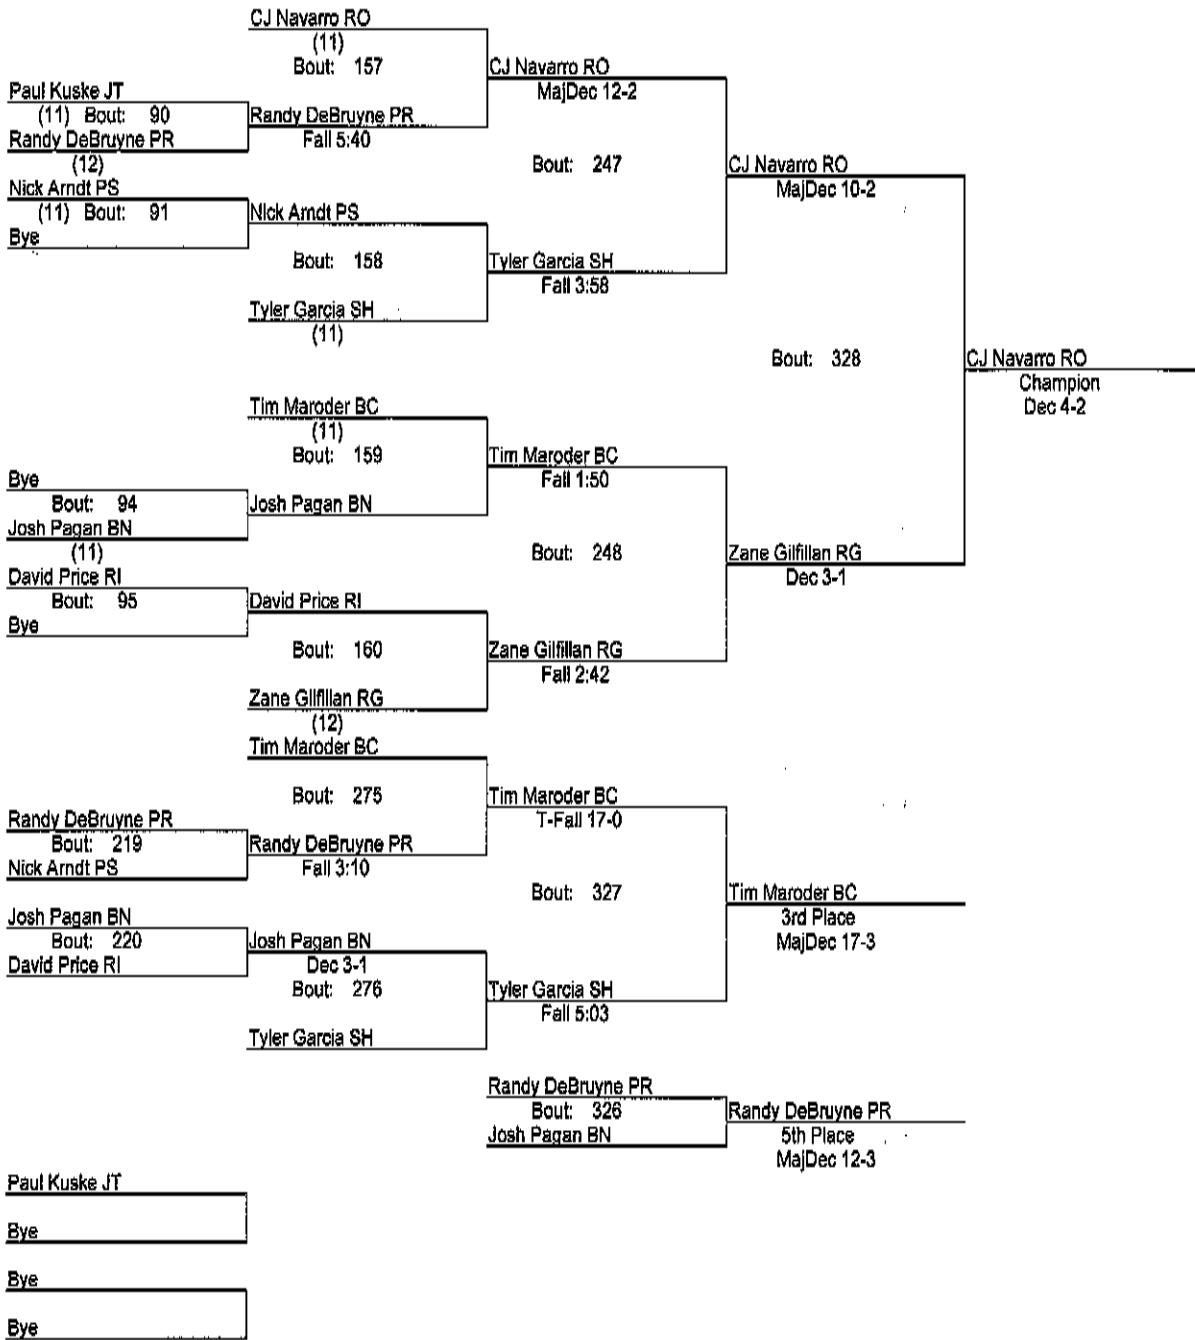 CJ Navarro RO
(11)
Bout: 157
CJ Navarro RO
MajDec 12-2
Paul Kuske JT
(11) Bout: 90
Randy DeBruyne PR
Randy DeBruyne PR
Fall 5:40
(12)
Bout: 247
CJ Navarro RO
MajDec 10-2
Nick Arndt PS
(11) Bout: 91
Nick Arndt PS
Bye
Bout: 158
Tyler Garcia SH
Fall 3:58
Tyler Garcia SH
(11)
Bout: 328
CJ Navarro RO
Champion
Dec 4-2
Tim Maroder BC
(11)
Bout: 159
Tim Maroder BC
Fall 1:50
Bye
Bout: 94
Josh Pagan BN
Josh Pagan BN
(11)
Bout: 248
Zane Gilfillan RG
Dec 3-1
David Price RI
Bout: 95
David Price RI
Bye
Bout: 160
Zane Gilfillan RG
Fall 2:42
Zane Gilfillan RG
(12)
Tim Maroder BC
Bout: 275
Tim Maroder BC
T-Fall 17-0
Randy DeBruyne PR
Bout: 219
Randy DeBruyne PR
Nick Arndt PS
Fall 3:10
Bout: 327
Tim Maroder BC
3rd Place
MajDec 17-3
Josh Pagan BN
Bout: 220
Josh Pagan BN
David Price RI
Dec 3-1
Bout: 276
Tyler Garcia SH
Fall 5:03
Tyler Garcia SH
Randy DeBruyne PR
Bout: 326
Randy DeBruyne PR
Josh Pagan BN
5th Place
MajDec 12-3
Paul Kuske JT
Bye
Bye
Bye